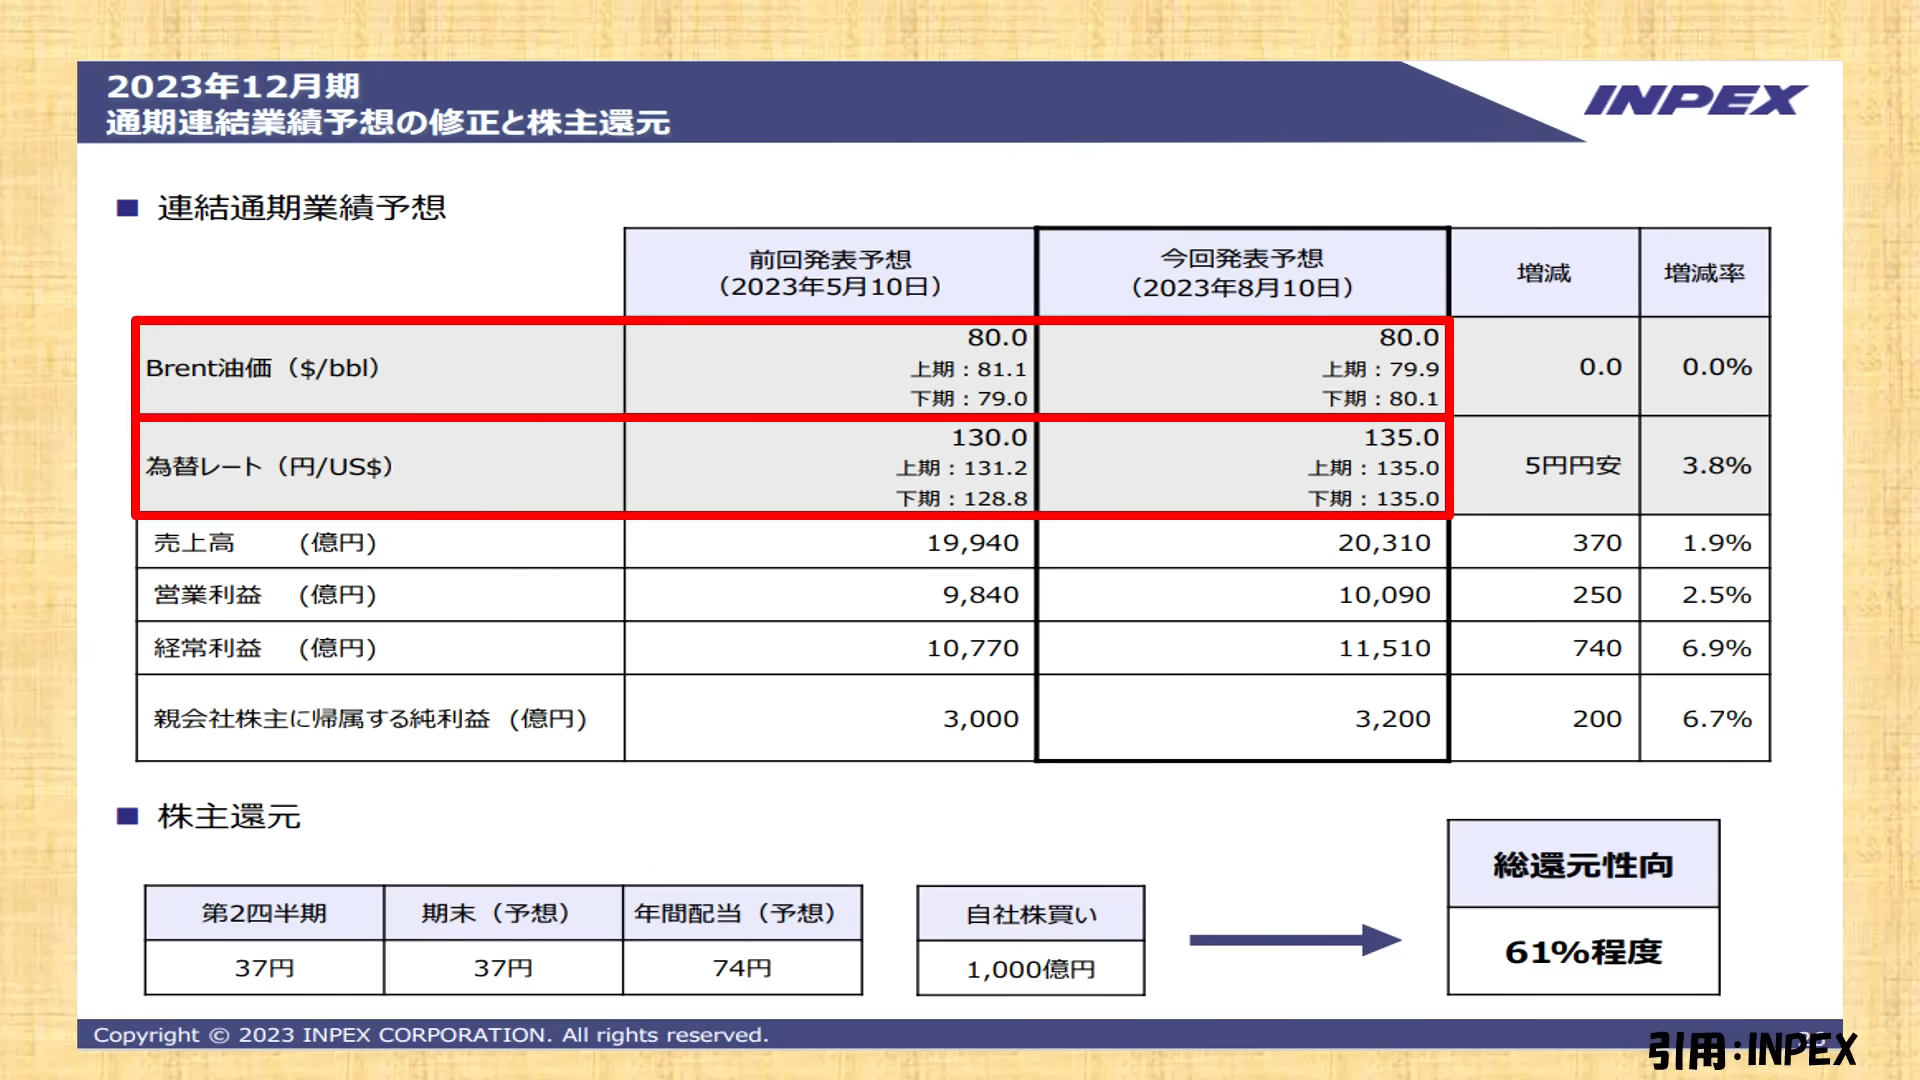 2023年12月期
通期連結業績予想の修正と株主還元
INPEX
■ 連結通期業績予想
前回発表予想 今回発表予想 増減 増減率
（2023年5月10日） （2023年8月10日）
Brent油価（$/bbl） 80.0 80.0 0.0 0.0%
上期：81.1 上期：79.9
下期：79.0 下期：80.1
為替レート（円/US$） 130.0 135.0 5円円安 3.8%
上期：131.2 上期：135.0
下期：128.8 下期：135.0
売上高 (億円) 19,940 20,310 370 1.9%
営業利益 (億円) 9,840 10,090 250 2.5%
経常利益 (億円) 10,770 11,510 740 6.9%
親会社株主に帰属する純利益 (億円) 3,000 3,200 200 6.7%
■ 株主還元
第2四半期 期末（予想） 年間配当（予想） 自社株買い 総還元性向
37円 37円 74円 1,000億円 61%程度
Copyright © 2023 INPEX CORPORATION. All rights reserved.
引用:INPEX